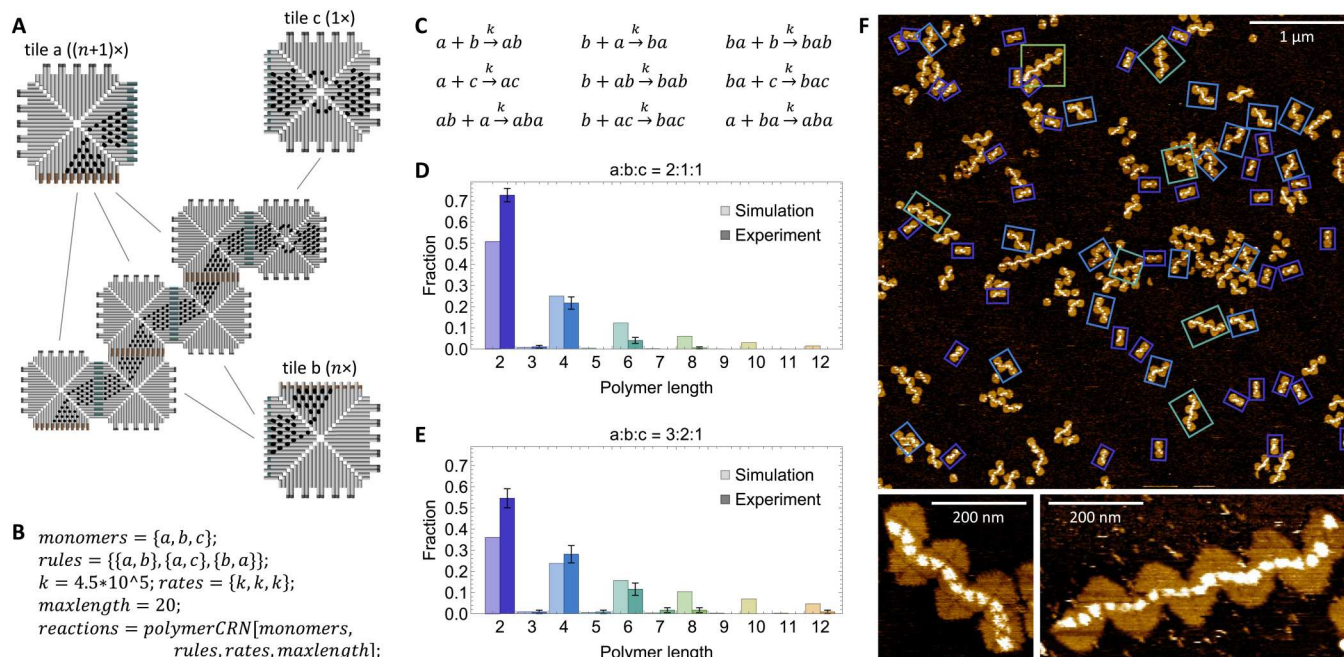 A
tile a ((n+1)×)
tile c (1×)
tile b (n×)
B
monomers = {a, b, c};
rules = {{a, b}, {a, c}, {b, a}};
k = 4.5*10^5; rates = {k, k, k};
maxlength = 20;
reactions = polymerCRN[monomers,
rules, rates, maxlength];
C
a + b →k ab
b + a →k ba
ba + b →k bab
a + c →k ac
b + ab →k bab
ba + c →k bac
ab + a →k aba
b + ac →k bac
a + ba →k aba
D
a:b:c = 2:1:1
Simulation
Experiment
Fraction
0.7
0.6
0.5
0.4
0.3
0.2
0.1
0.0
2 3 4 5 6 7 8 9 10 11 12
Polymer length
E
a:b:c = 3:2:1
Simulation
Experiment
Fraction
0.7
0.6
0.5
0.4
0.3
0.2
0.1
0.0
2 3 4 5 6 7 8 9 10 11 12
Polymer length
F
1 µm
200 nm
200 nm